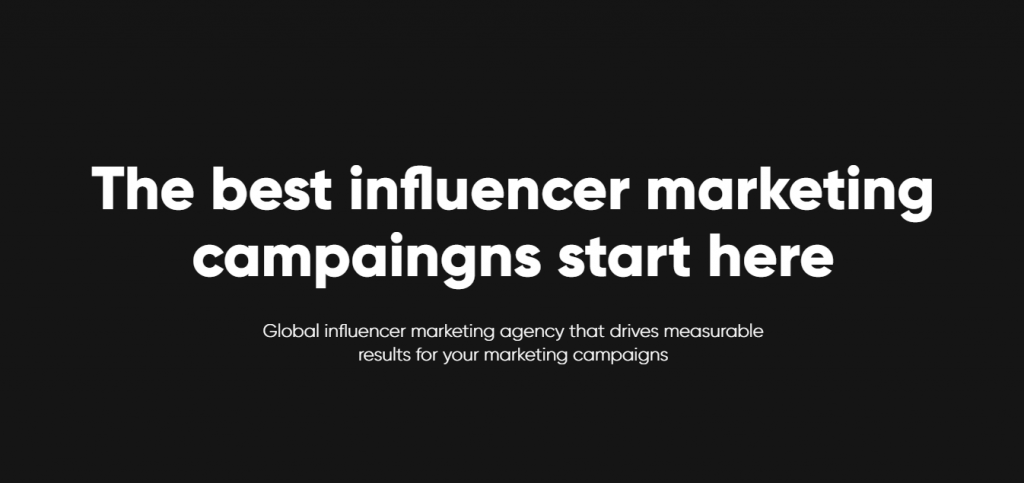 The best influencer marketing
campaingns start here
Global influencer marketing agency that drives measurable
results for your marketing campaigns